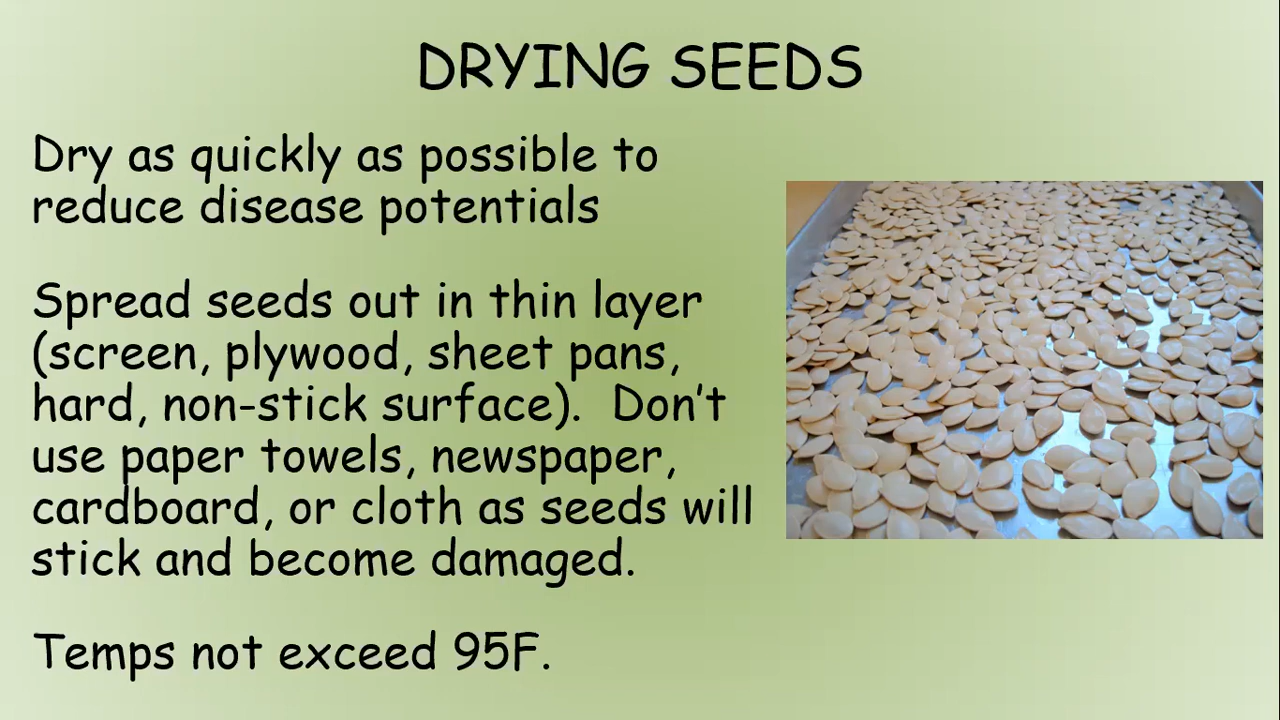 DRYING SEEDS
Dry as quickly as possible to
reduce disease potentials
Spread seeds out in thin layer
(screen, plywood, sheet pans,
hard, non-stick surface).  Don’t
use paper towels, newspaper,
cardboard, or cloth as seeds will
stick and become damaged.
Temps not exceed 95F.